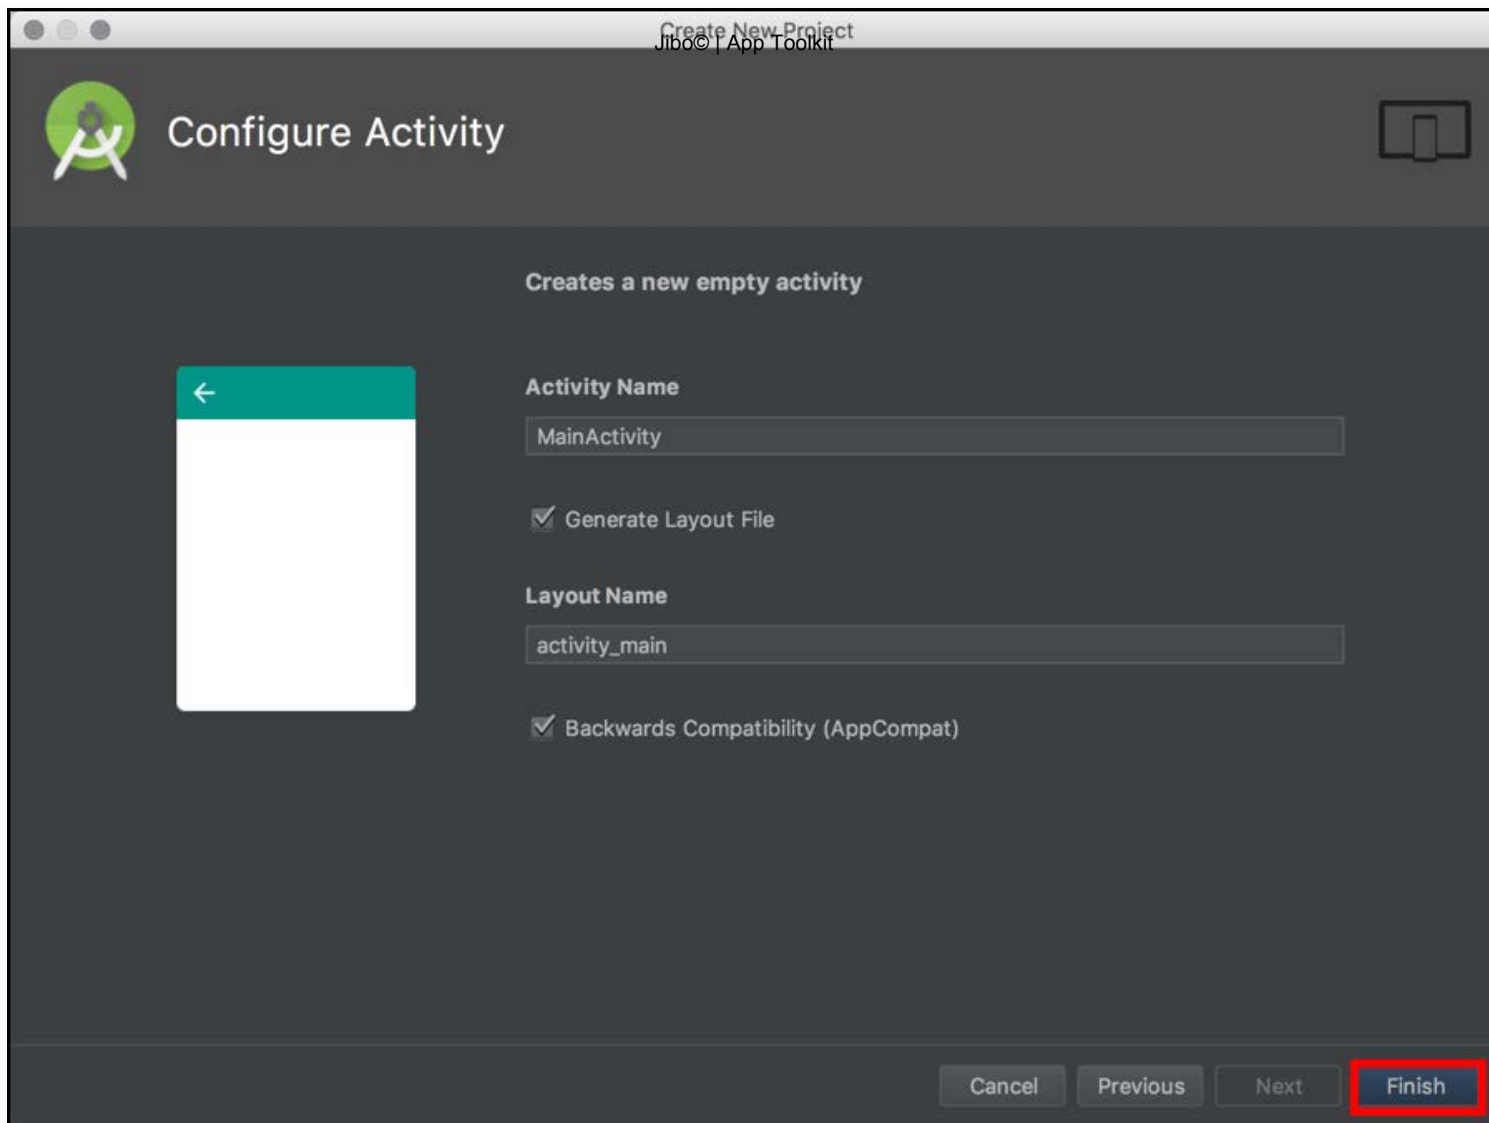 Create New Project
Jibo© | App Toolkit
Configure Activity
Creates a new empty activity
Activity Name
MainActivity
Generate Layout File
Layout Name
activity_main
Backwards Compatibility (AppCompat)
Cancel Previous Next Finish